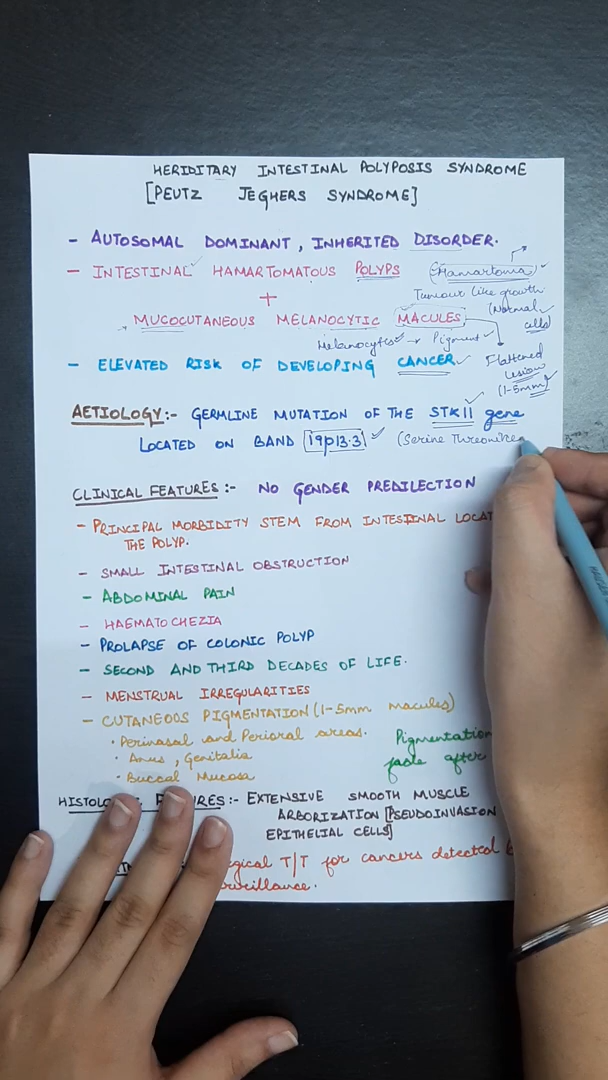 HERIDITARY INTESTINAL POLYPOSIS SYNDROME
[PEUTZ JEGHERS SYNDROME]
- AUTOSOMAL DOMINANT, INHERITED DISORDER.
- INTESTINAL HAMARTOMATOUS POLYPS (Hamartoma)
Tumour like growth
+ (Normal cells)
MUCOCUTANEOUS MELANOCYTIC MACULES
Melanocytes → Pigment
- ELEVATED RISK OF DEVELOPING CANCER
Flattened lesion
(1-5mm)
AETIOLOGY:- GERMLINE MUTATION OF THE STK11 gene
LOCATED ON BAND 19p13.3 (Serine Threonine
CLINICAL FEATURES:- NO GENDER PREDILECTION
- PRINCIPAL MORBIDITY STEM FROM INTESTINAL LOCAT
THE POLYP.
- SMALL INTESTINAL OBSTRUCTION
- ABDOMINAL PAIN
- HAEMATOCHEZIA
- PROLAPSE OF COLONIC POLYP
- SECOND AND THIRD DECADES OF LIFE.
- MENSTRUAL IRREGULARITIES
- CUTANEOUS PIGMENTATION (1-5mm macules)
• Perinasal and Perioral areas.
• Anus, Genitalia
• Buccal Mucosa
Pigmentation
fade after
FEATURES:- EXTENSIVE SMOOTH MUSCLE
ARBORIZATION [PSEUDOINVASION
EPITHELIAL CELLS]
T/T for cancers detected